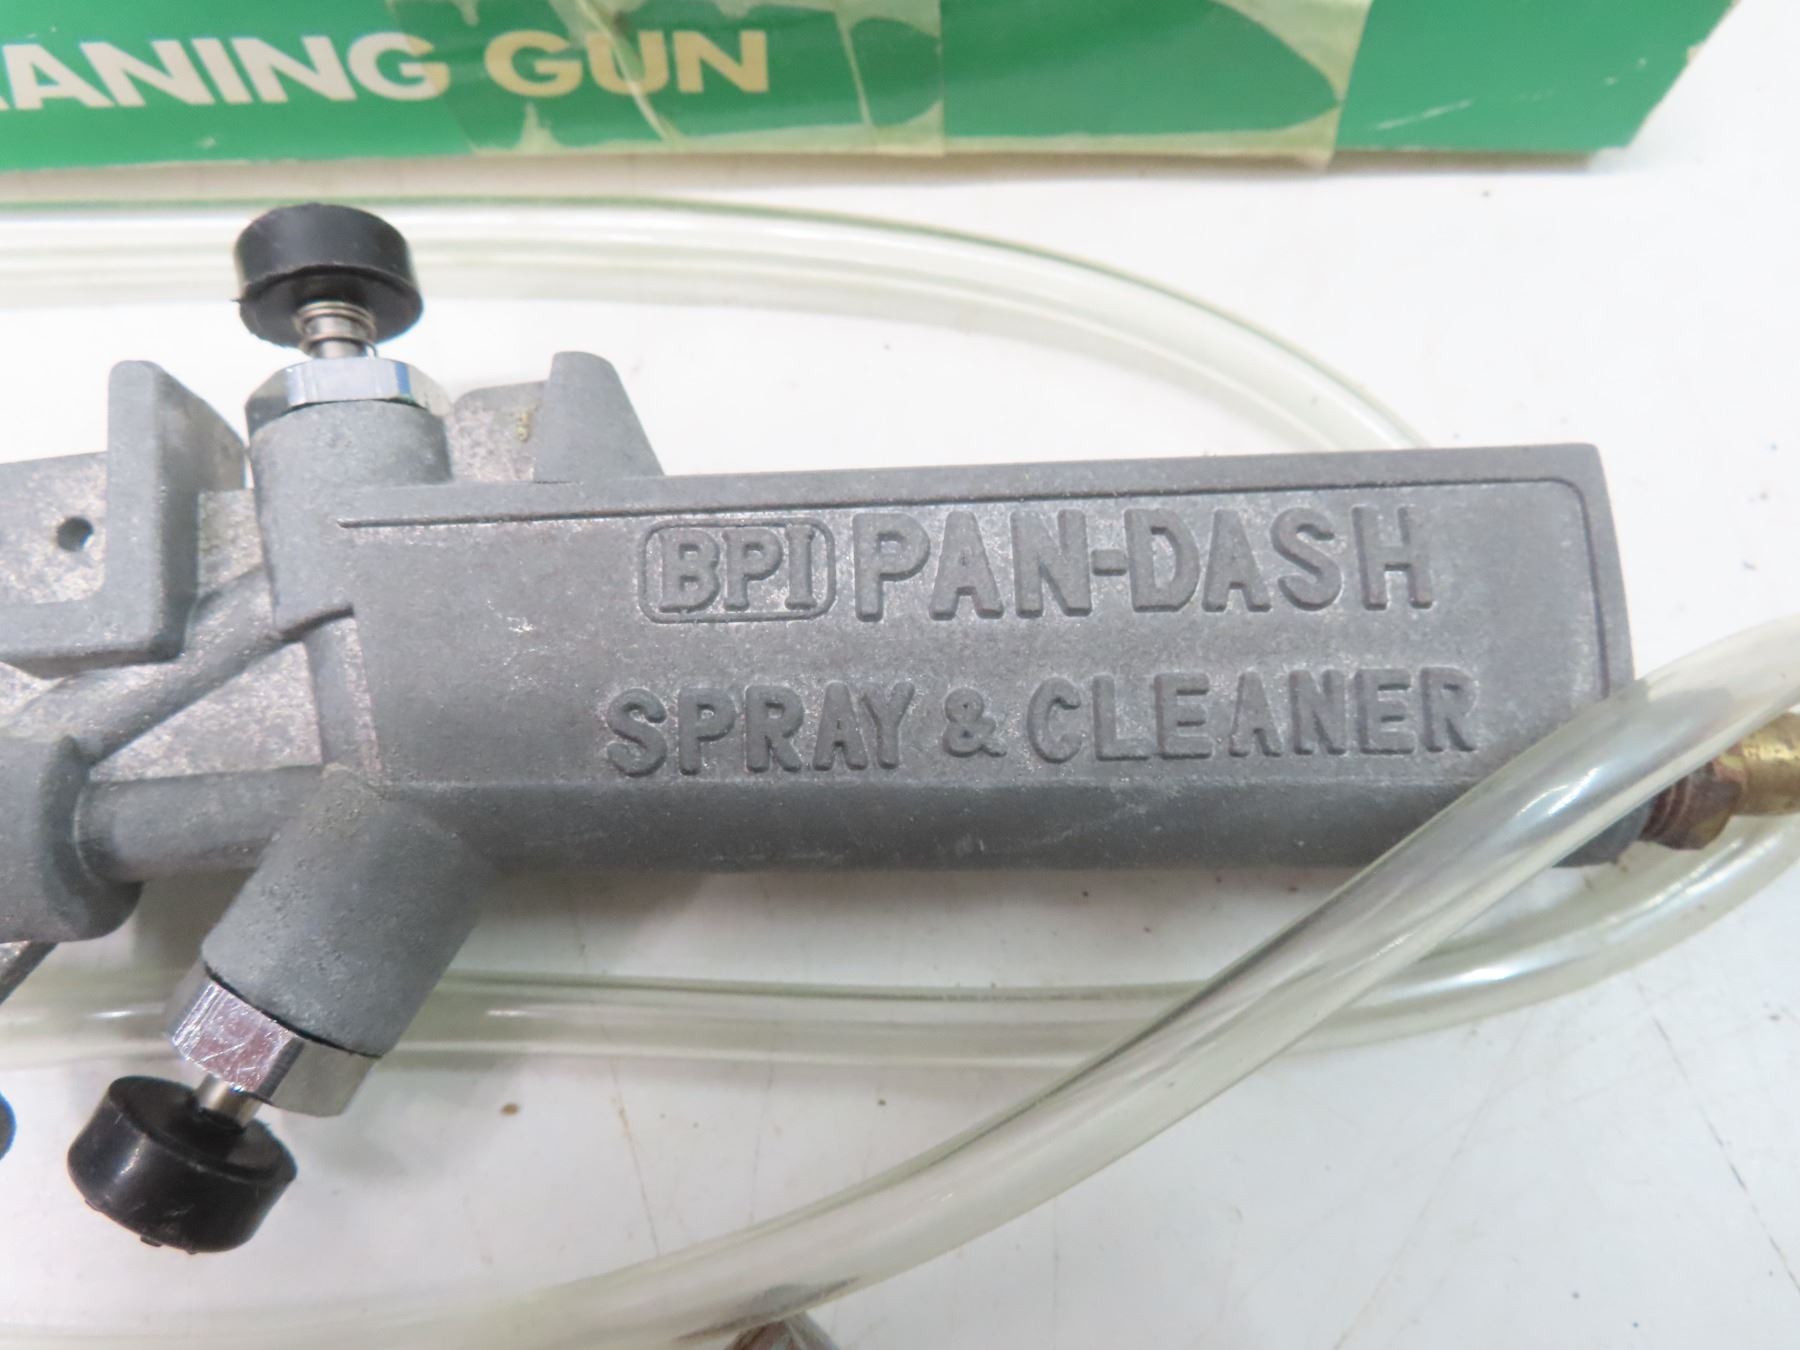 ANING GUN
BPI PAN-DASH
SPRAY & CLEANER